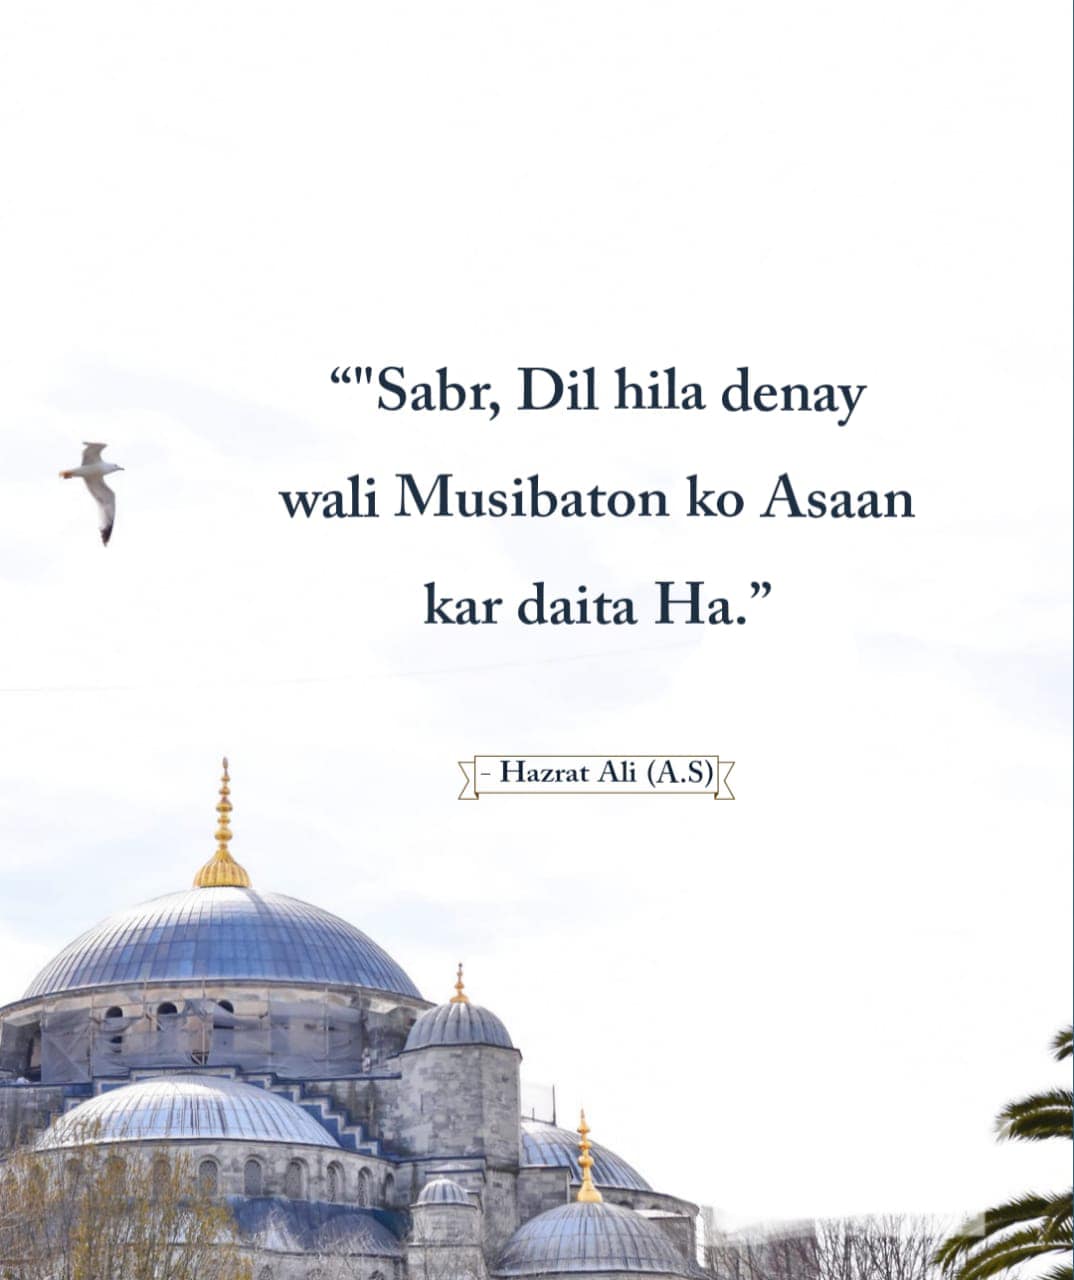 “"Sabr, Dil hila denay
wali Musibaton ko Asaan
kar daita Ha.”
- Hazrat Ali (A.S)